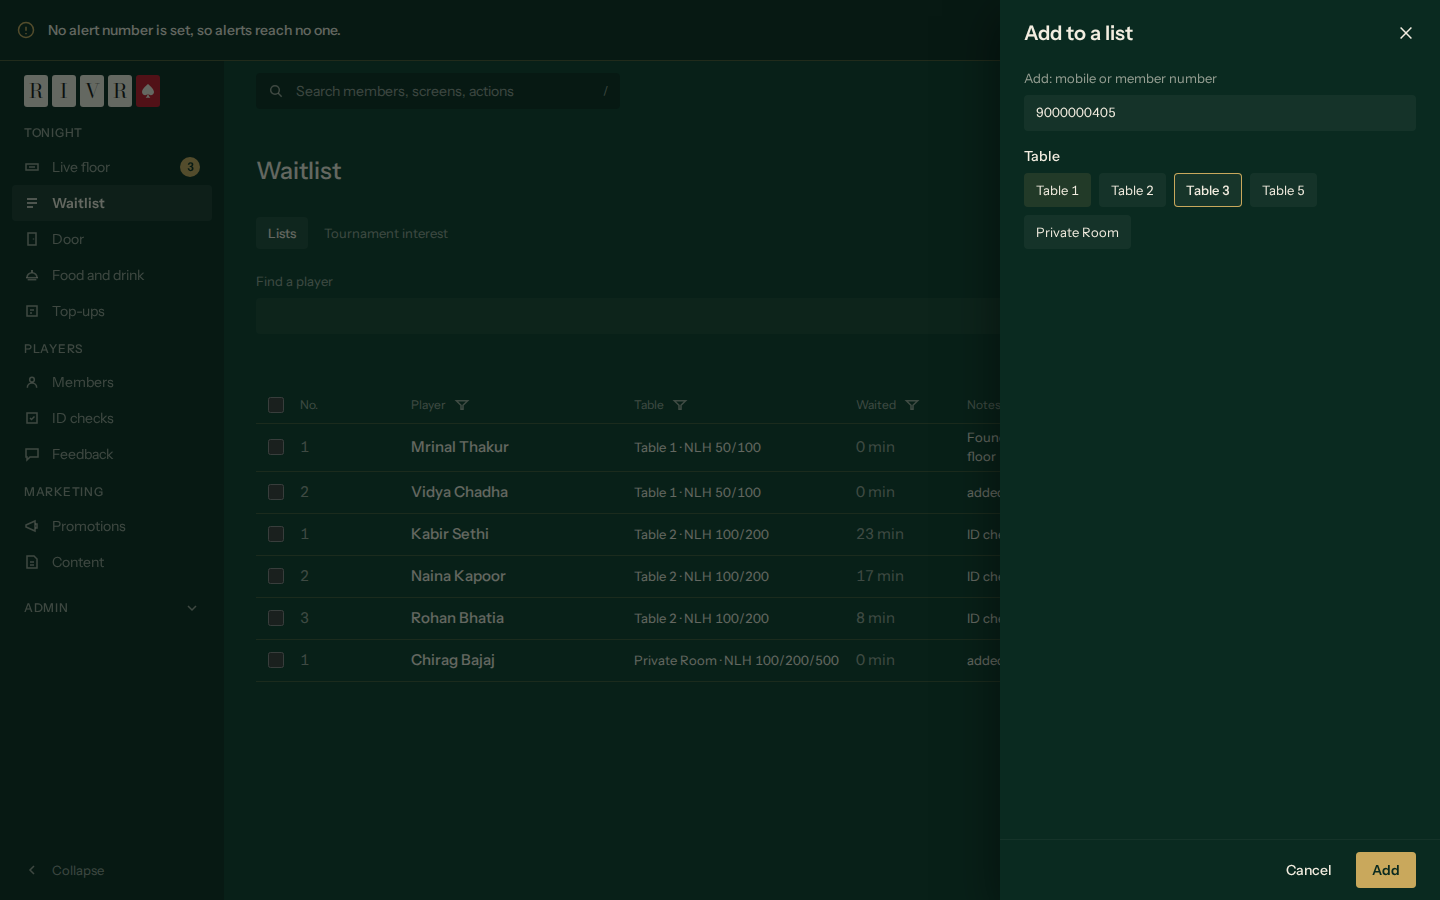 No alert number is set, so alerts reach no one.
RIVR
Search members, screens, actions /
TONIGHT
Live floor 3
Waitlist
Door
Food and drink
Top-ups
PLAYERS
Members
ID checks
Feedback
MARKETING
Promotions
Content
ADMIN
Collapse
Waitlist
Lists Tournament interest
Find a player
No. Player Table Waited Notes
1 Mrinal Thakur Table 1 · NLH 50/100 0 min
floor
2 Vidya Chadha Table 1 · NLH 50/100 0 min added
1 Kabir Sethi Table 2 · NLH 100/200 23 min ID
2 Naina Kapoor Table 2 · NLH 100/200 17 min ID
3 Rohan Bhatia Table 2 · NLH 100/200 8 min ID
1 Chirag Bajaj Private Room · NLH 100/200/500 0 min added
Add to a list
Add: mobile or member number
9000000405
Table
Table 1 Table 2 Table 3 Table 5
Private Room
Cancel Add